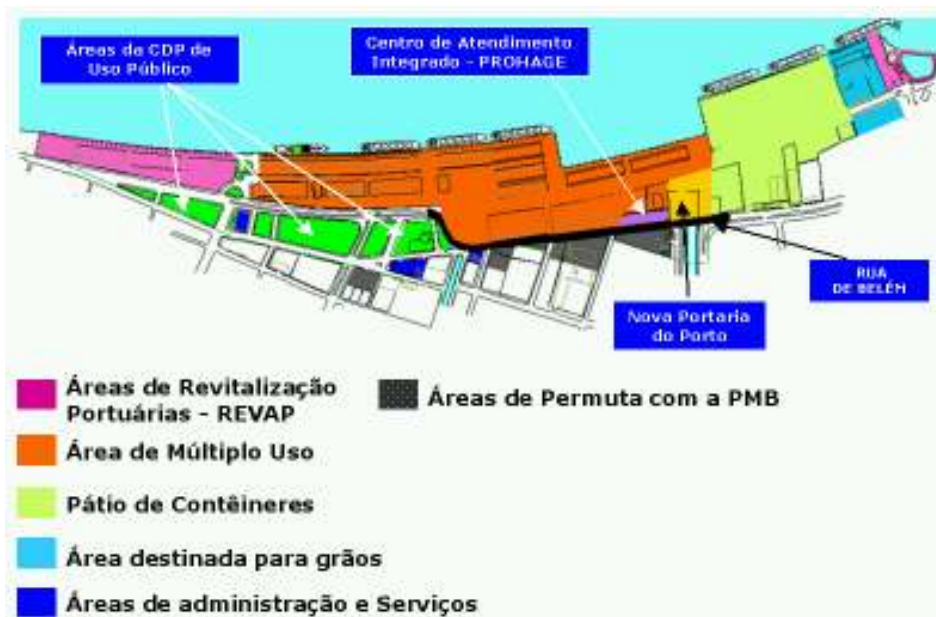 Áreas da CDP de
Uso Público
Centro de Atendimento
Integrado - PROHAGE
RUA
DE BELÉM
Nova Portaria
do Porto
Áreas de Revitalização
Portuárias - REVAP
Áreas de Permuta com a PMB
Área de Múltiplo Uso
Pátio de Contêineres
Área destinada para grãos
Áreas de administração e Serviços